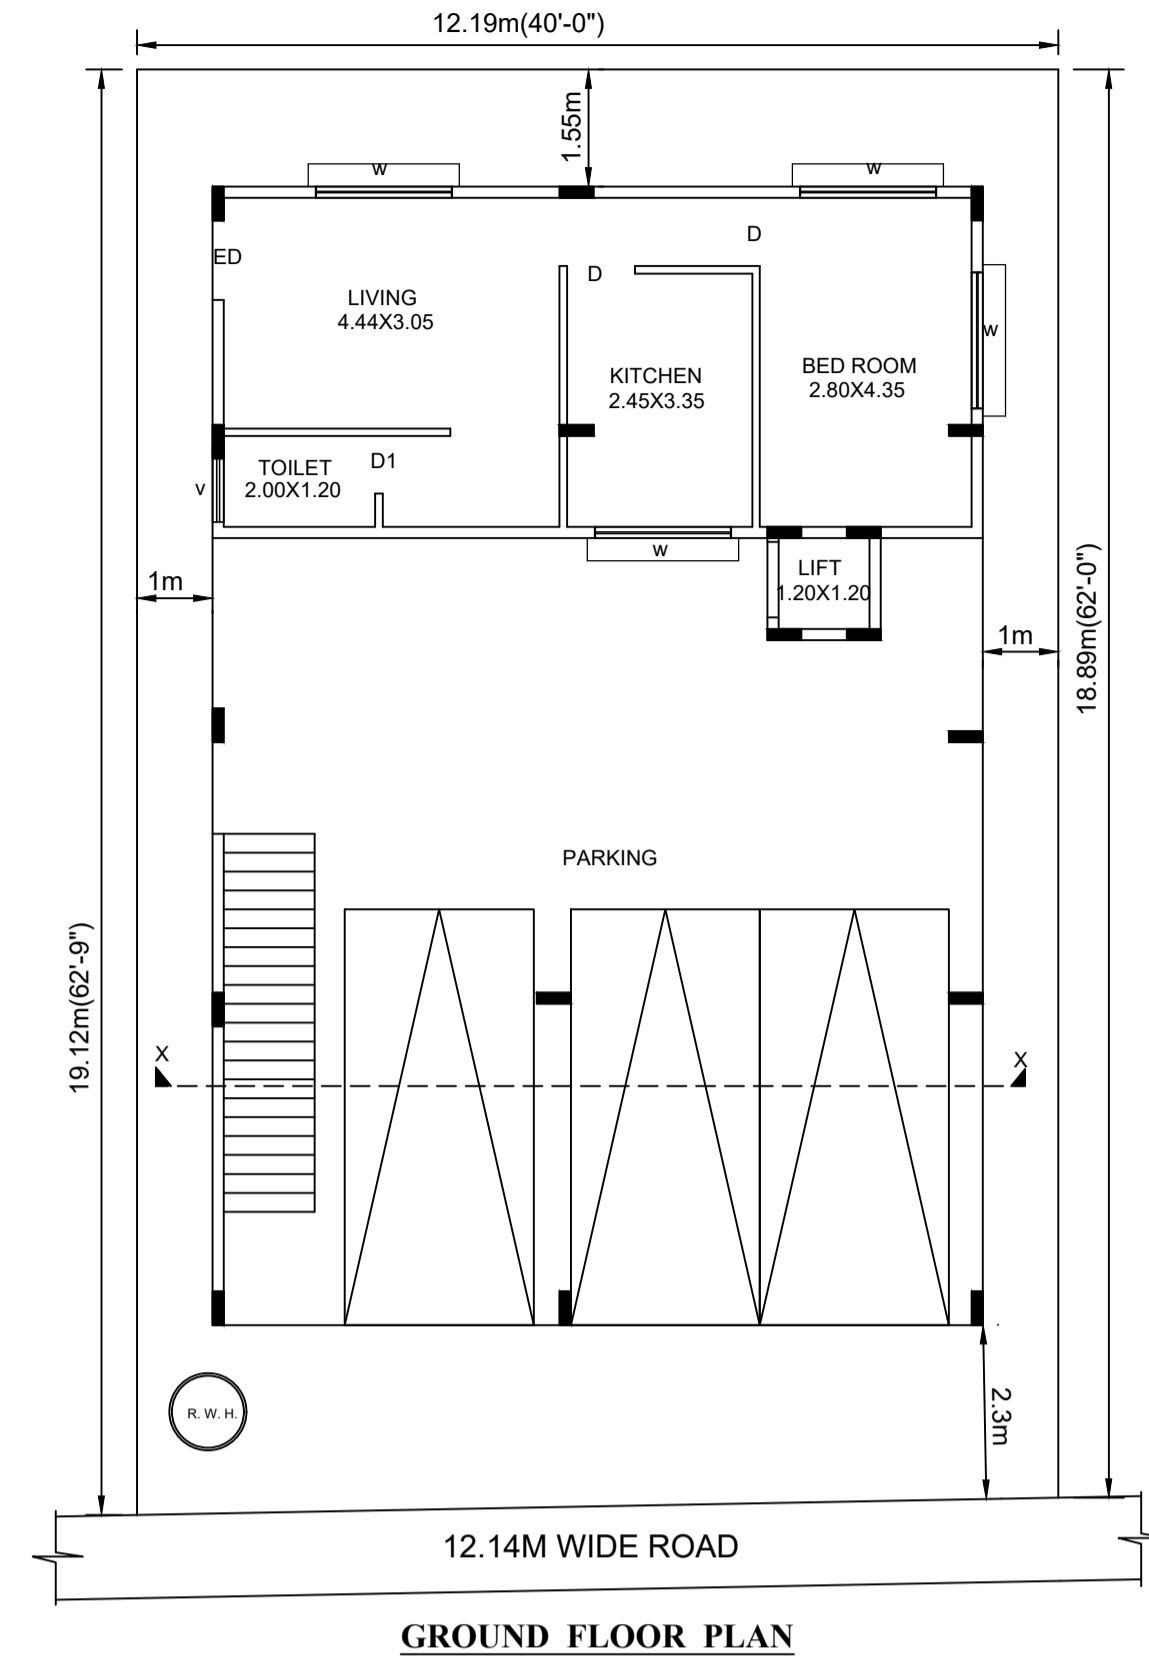 12.19m(40'-0")
1.55m
w
w
D
ED
D
LIVING
4.44X3.05
w
KITCHEN
2.45X3.35
BED ROOM
2.80X4.35
TOILET
2.00X1.20
D1
v
w
LIFT
1.20X1.20
1m
1m
18.89m(62'-0")
PARKING
19.12m(62'-9")
X
X
2.3m
R. W. H.
12.14M WIDE ROAD
GROUND FLOOR PLAN